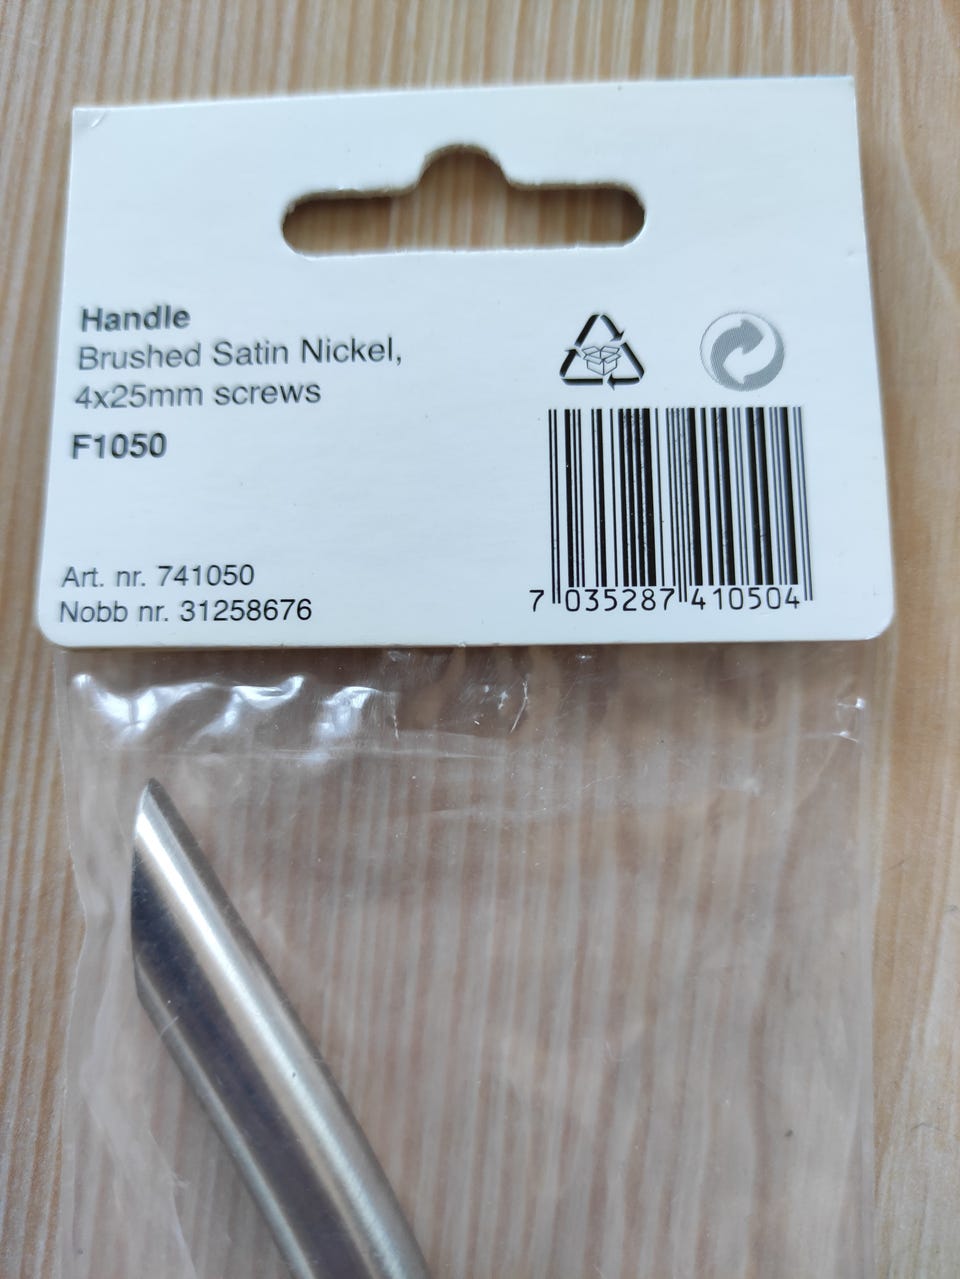 Handle
Brushed Satin Nickel,
4x25mm screws
F1050
Art. nr. 741050
Nobb nr. 31258676
7 035287 410504